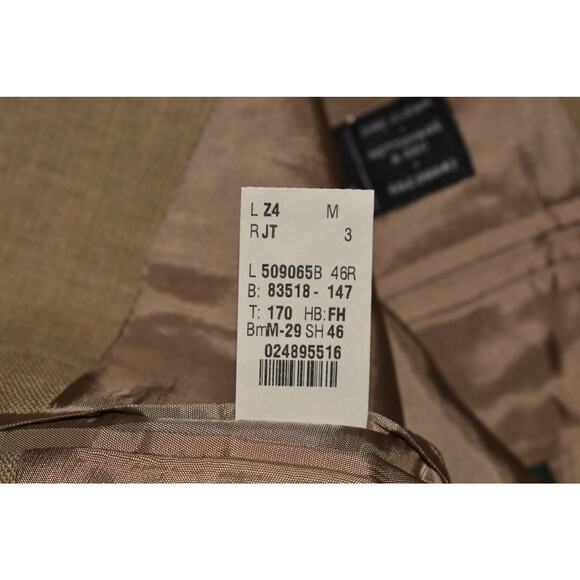 L Z4 M
R JT 3
L 509065B 46R
B: 83518 - 147
T: 170 HB: FH
BmM-29 SH 46
024895516